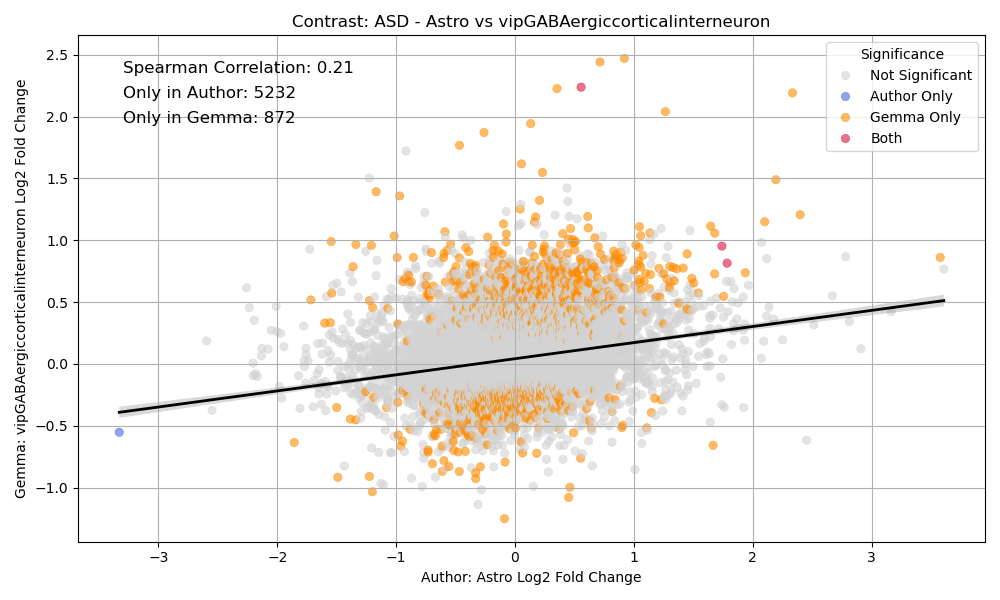 Contrast: ASD - Astro vs vipGABAergiccorticalinterneuron
Spearman Correlation: 0.21
Only in Author: 5232
Only in Gemma: 872
Significance
Not Significant
Author Only
Gemma Only
Both
Gemma: vipGABAergiccorticalinterneuron Log2 Fold Change
2.5
2.0
1.5
1.0
0.5
0.0
−0.5
−1.0
−3
−2
−1
0
1
2
3
Author: Astro Log2 Fold Change